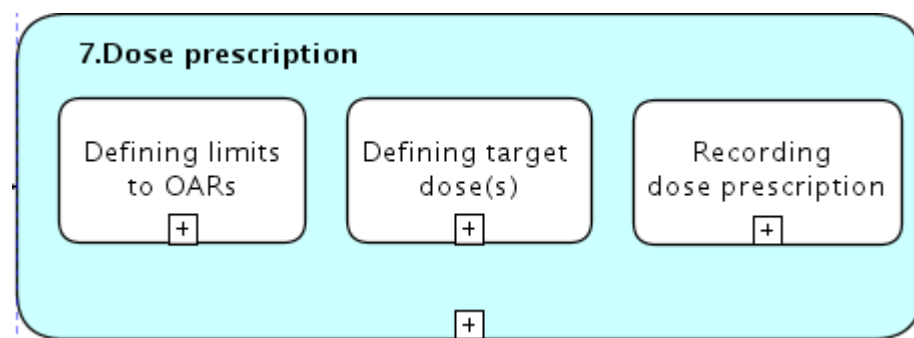 7.Dose prescription
Defining limits
to OARs
Defining target
dose(s)
Recording
dose prescription